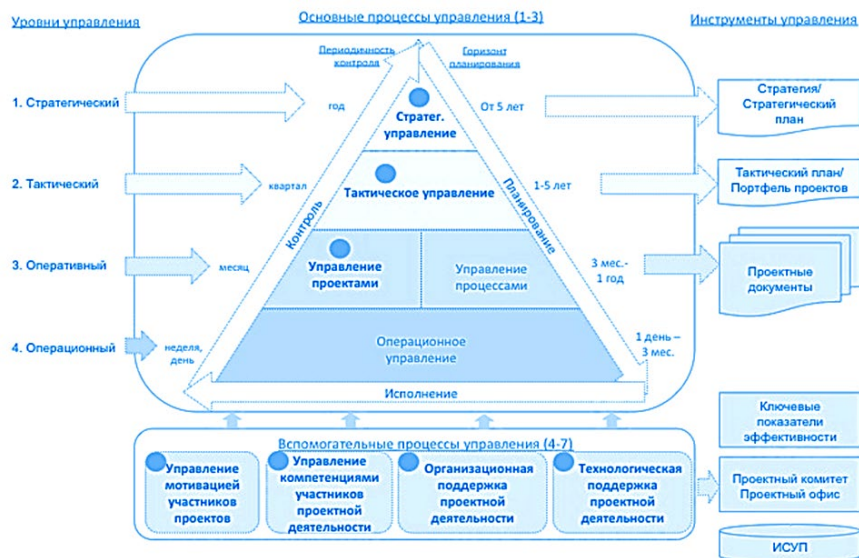 Уровни управления
Основные процессы управления (1-3)
Инструменты управления
Периодичность
контроля
Горизонт
планирования
1. Стратегический
год
Стратег.
управление
От 5 лет
Стратегия/
Стратегический
план
2. Тактический
квартал
Тактическое управление
1-5 лет
Тактический план/
Портфель проектов
Контроль
Планирование
3. Оперативный
месяц
Управление
проектами
Управление
процессами
3 мес.-
1 год
Проектные
документы
4. Операционный
неделя,
день
Операционное
управление
1 день –
3 мес.
Исполнение
Ключевые
показатели
эффективности
Вспомогательные процессы управления (4-7)
Управление
мотивацией
участников
проектов
Управление
компетенциями
участников
проектной
деятельности
Организационная
поддержка
проектной
деятельности
Технологическая
поддержка
проектной
деятельности
Проектный комитет
Проектный офис
ИСУП